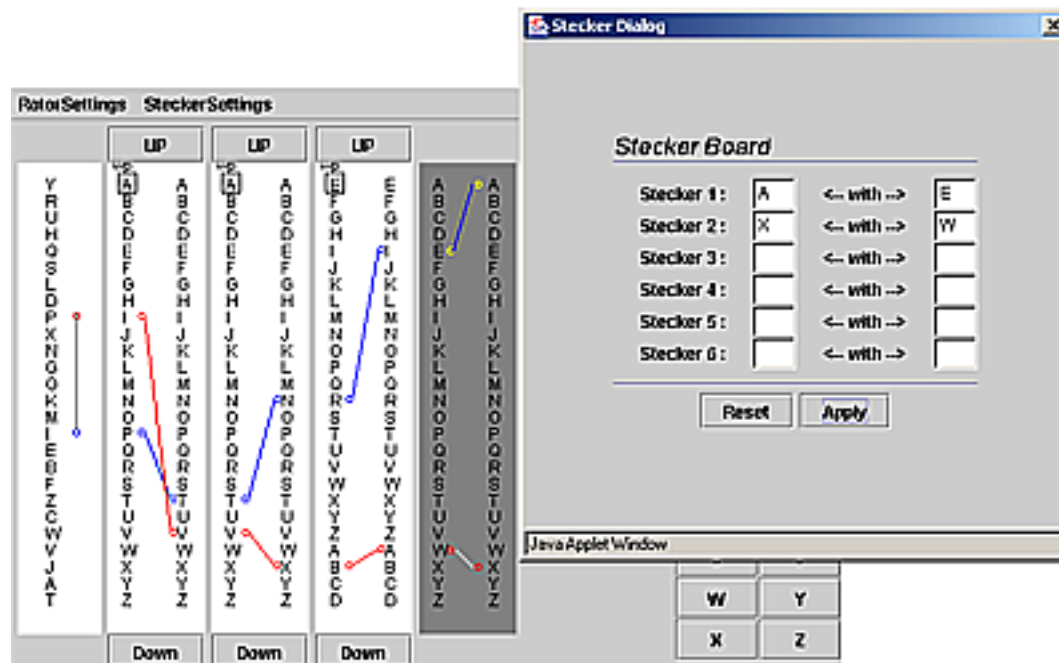 Stecker Dialog
Stecker Board
Stecker 1 : A <-- with --> E
Stecker 2 : X <-- with --> W
Stecker 3 : <-- with -->
Stecker 4 : <-- with -->
Stecker 5 : <-- with -->
Stecker 6 : <-- with -->
Reset Apply
Java Applet Window
RotorSettings SteckerSettings
UP UP UP
Y A A A A E E A A
R B B B B F F B B
U C C C C G G C C
H D D D D H H D D
Q E E E E I I E E
S F F F F J J F F
L G G G G K K G G
D H H H H L L H H
P I I I I M M I I
X J J J J N N J J
N K K K K O O K K
G L L L L P P L L
O M M M M Q Q M M
K N N N N R R N N
M O O O O S S O O
I P P P P T T P P
E Q Q Q Q U U Q Q
B R R R R V V R R
F S S S S W W S S
Z T T T T X X T T
C U U U U Y Y U U
W V V V V Z Z V V
V W W W W A A W W
J X X X X B B X X
A Y Y Y Y C C Y Y
T Z Z Z Z D D Z Z
Down Down Down
W Y
X Z